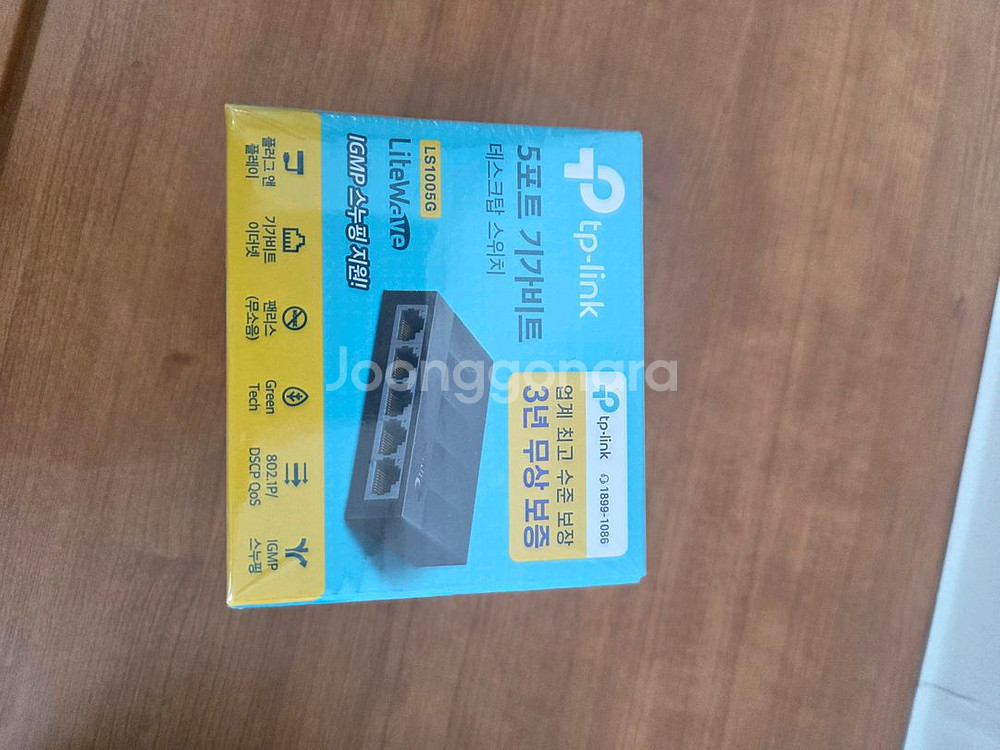 tp-link
5포트 기가비트
데스크탑 스위치
LS1005G
LiteWave
IGMP 스누핑 지원!
tp-link 1899-1086
업계 최고 수준 보장
3년 무상 보증
플러그 앤
플레이
기가비트
이더넷
팬리스
(무소음)
Green
Tech
802.1P/
DSCP QoS
IGMP
스누핑
Joonggonara